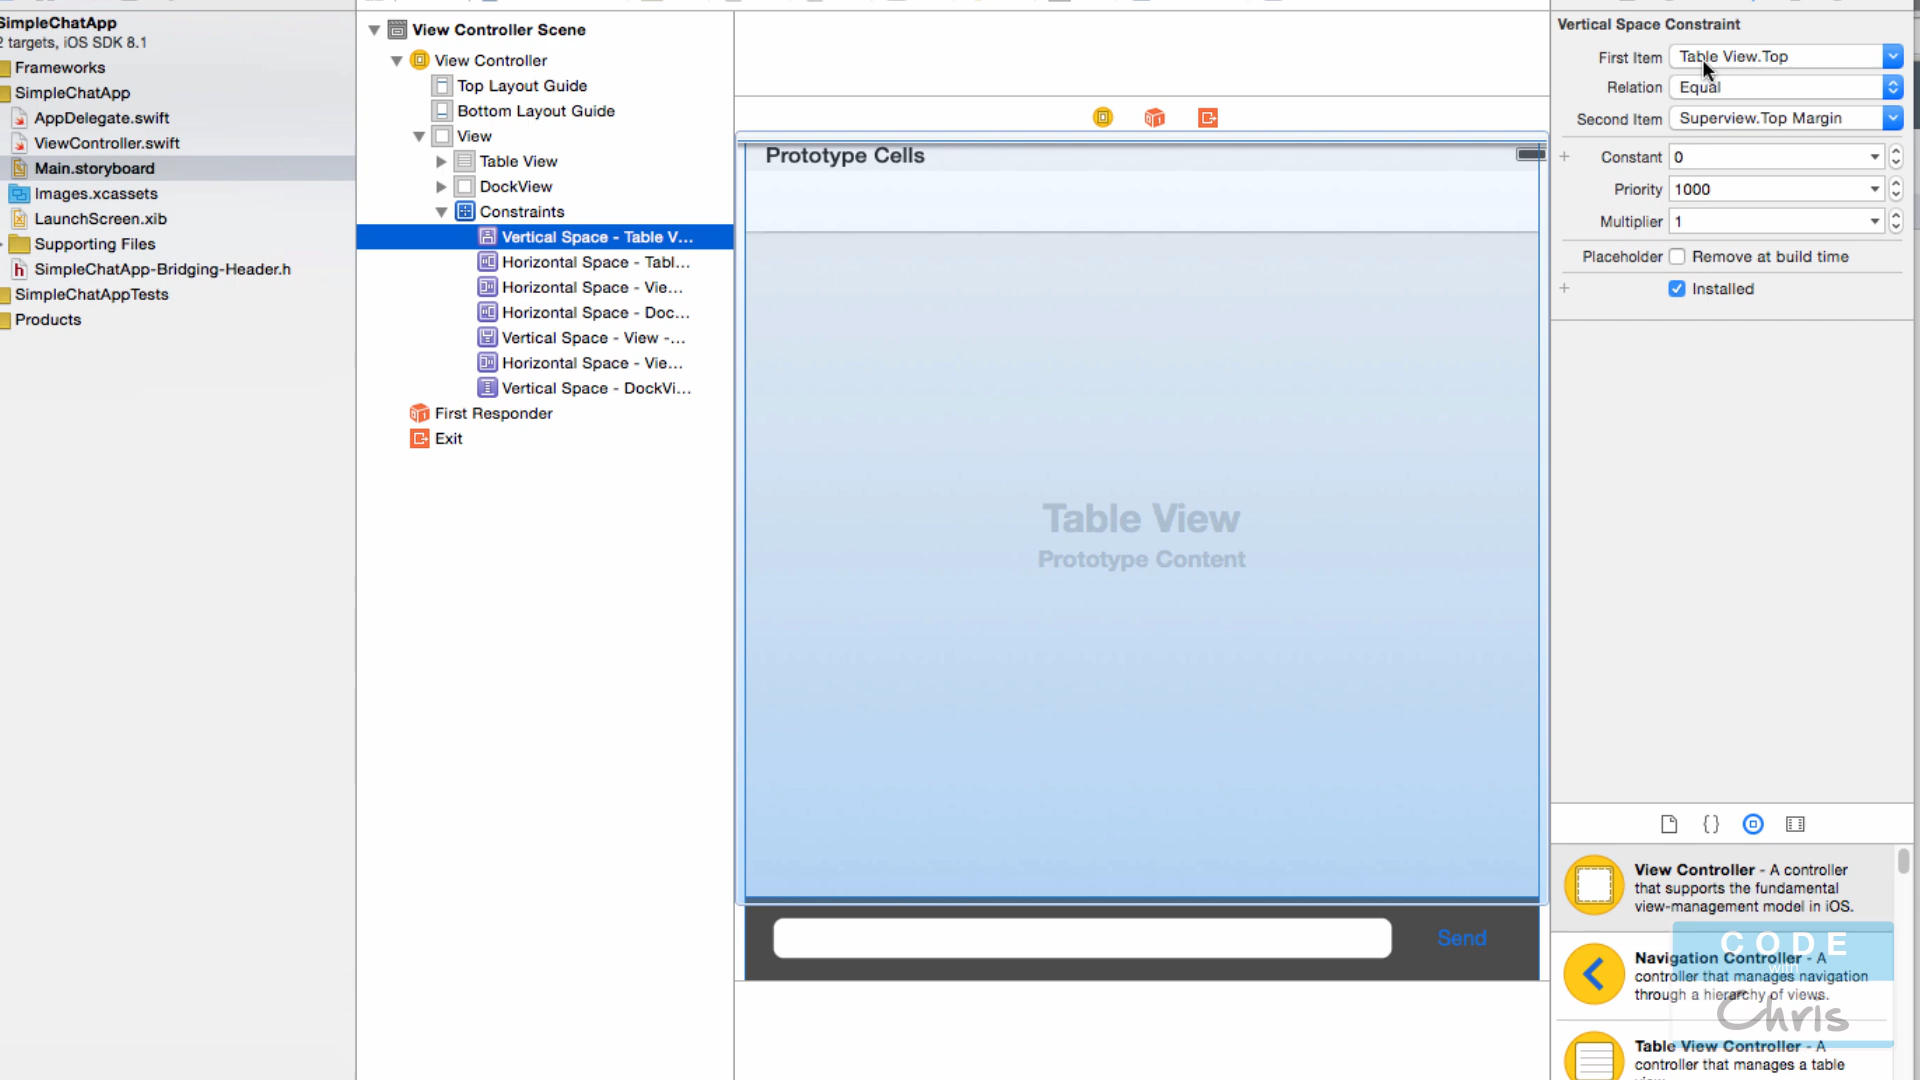 SimpleChatApp
2 targets, iOS SDK 8.1
Frameworks
SimpleChatApp
AppDelegate.swift
ViewController.swift
Main.storyboard
Images.xcassets
LaunchScreen.xib
Supporting Files
h SimpleChatApp-Bridging-Header.h
SimpleChatAppTests
Products
View Controller Scene
View Controller
Top Layout Guide
Bottom Layout Guide
View
Table View
DockView
Constraints
Vertical Space - Table V...
Horizontal Space - Tabl...
Horizontal Space - Vie...
Horizontal Space - Doc...
Vertical Space - View -...
Horizontal Space - Vie...
Vertical Space - DockVi...
First Responder
Exit
Prototype Cells
Table View
Prototype Content
Send
Vertical Space Constraint
First Item Table View.Top
Relation Equal
Second Item Superview.Top Margin
Constant 0
Priority 1000
Multiplier 1
Placeholder Remove at build time
Installed
{}
View Controller - A controller
that supports the fundamental
view-management model in iOS.
Navigation Controller - A
controller that manages navigation
through a hierarchy of views.
Table View Controller - A
controller that manages a table
CODE
with
Chris